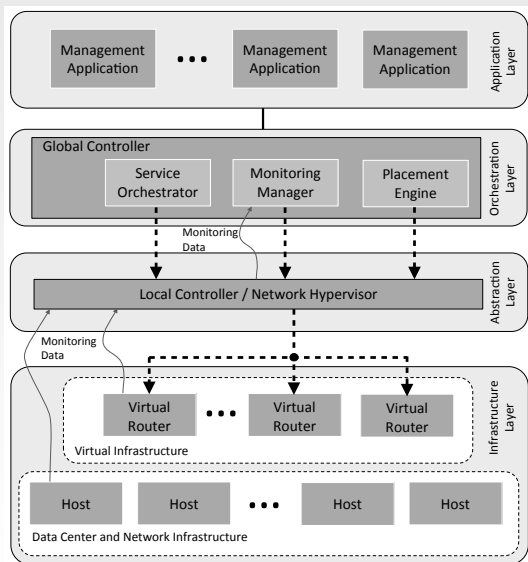 Management
Application
...
Management
Application
Management
Application
Application
Layer
Global Controller
Service
Orchestrator
Monitoring
Manager
Placement
Engine
Orchestration
Layer
Monitoring
Data
Local Controller / Network Hypervisor
Abstraction
Layer
Monitoring
Data
Virtual
Router
...
Virtual
Router
Virtual
Router
Virtual Infrastructure
Infrastructure
Layer
Host
Host
...
Host
Host
Data Center and Network Infrastructure